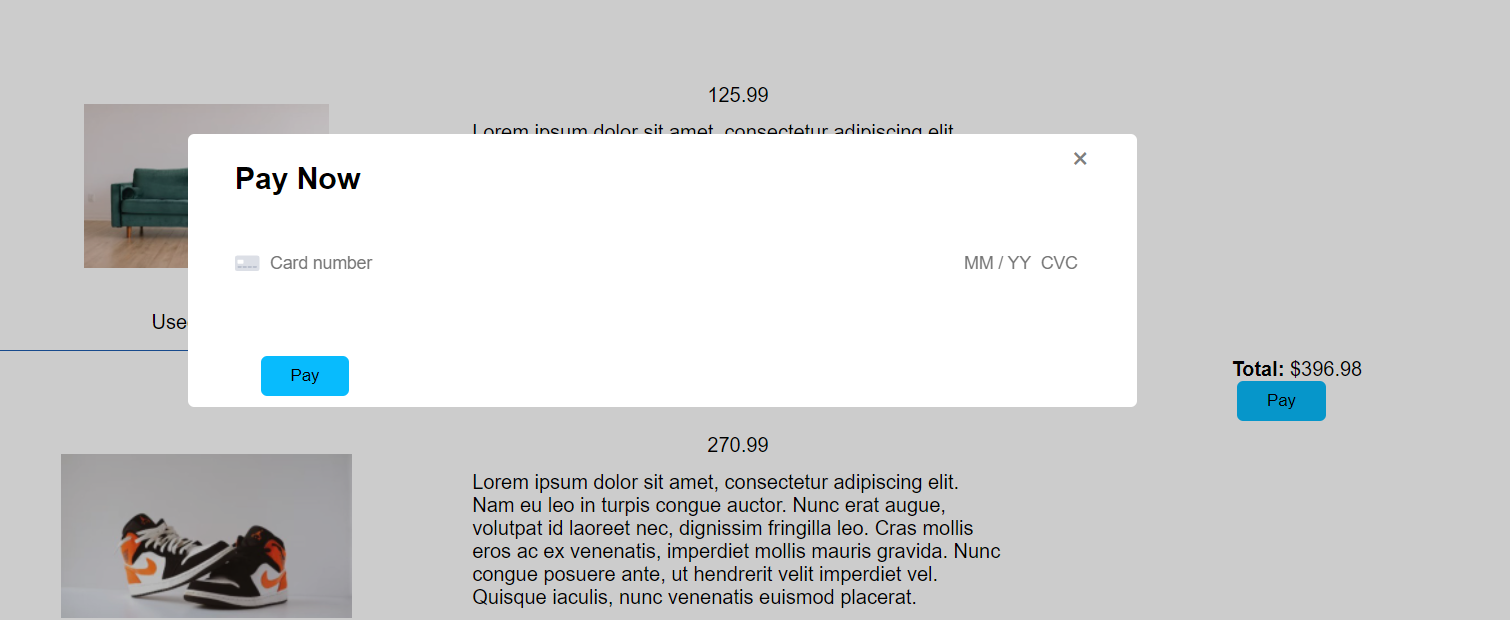 125.99
Lorem ipsum dolor sit amet, consectetur adipiscing elit.
Pay Now
×
Card number MM / YY CVC
Use
Pay
Total: $396.98
Pay
270.99
Lorem ipsum dolor sit amet, consectetur adipiscing elit.
Nam eu leo in turpis congue auctor. Nunc erat augue,
volutpat id laoreet nec, dignissim fringilla leo. Cras mollis
eros ac ex venenatis, imperdiet mollis mauris gravida. Nunc
congue posuere ante, ut hendrerit velit imperdiet vel.
Quisque iaculis, nunc venenatis euismod placerat.